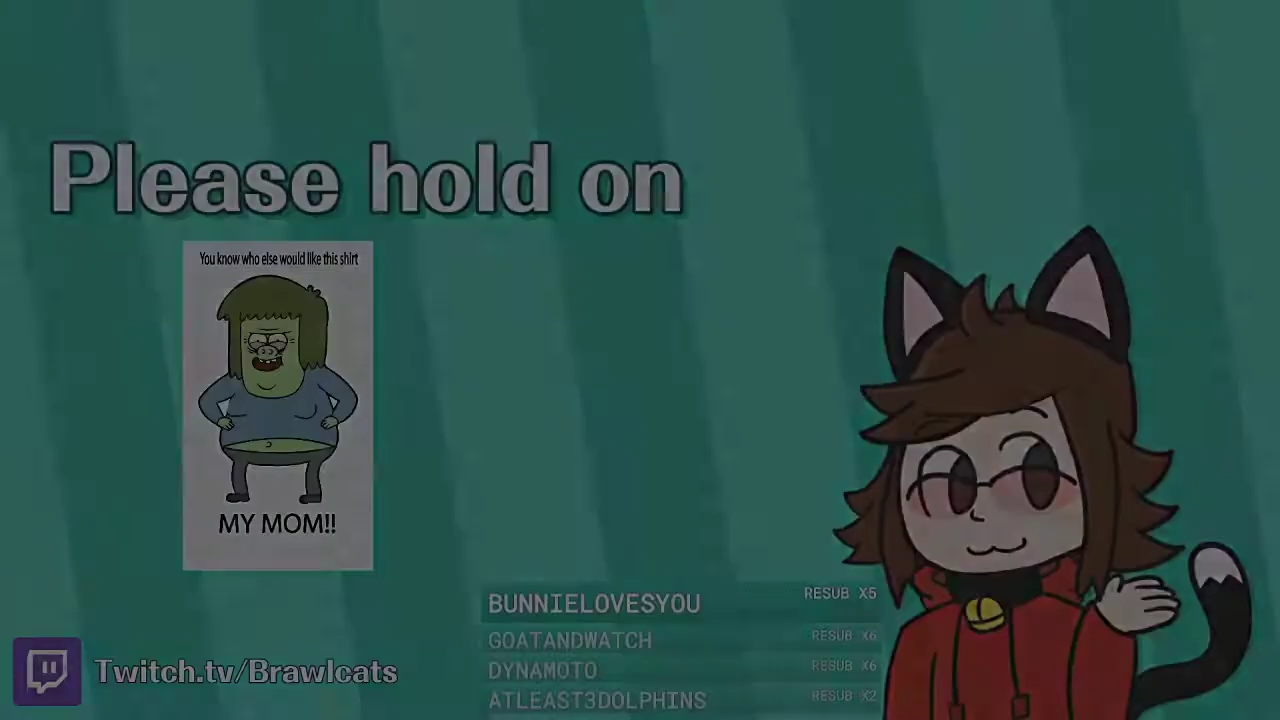 Please hold on
You know who else would like this shirt
MY MOM!!
BUNNIELOVESYOU RESUB X5
GOATANDWATCH RESUB X6
DYNAMOTO RESUB X6
ATLEAST3DOLPHINS RESUB X2
Twitch.tv/Brawlcats